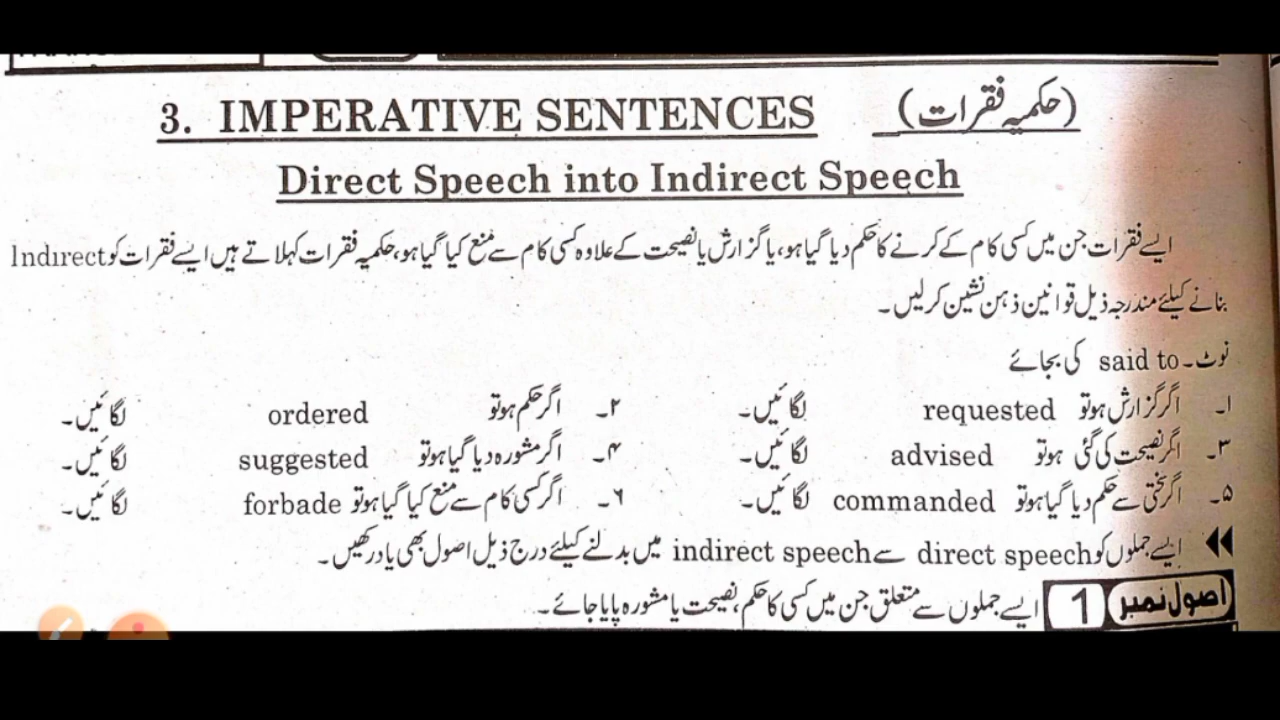 3. IMPERATIVE SENTENCES (حکمیہ فقرات)
Direct Speech into Indirect Speech
ایسے فقرات جن میں کسی کام کے کرنے کا حکم دیا گیا ہو، یا گزارش یا نصیحت کے علاوہ کسی کام سے منع کیا گیا ہو، حکمیہ فقرات کہلاتے ہیں ایسے فقرات کو Indirect
بنانے کیلئے مندرجہ ذیل قوانین ذہن نشین کر لیں۔
نوٹ۔ said to کی بجائے
۱۔ اگر گزارش ہو تو requested لگائیں۔ ۲۔ اگر حکم ہو تو ordered لگائیں۔
۳۔ اگر نصیحت کی گئی ہو تو advised لگائیں۔ ۴۔ اگر مشورہ دیا گیا ہو تو suggested لگائیں۔
۵۔ اگر سختی سے حکم دیا گیا ہو تو commanded لگائیں۔ ۶۔ اگر کسی کام سے منع کیا گیا ہو تو forbade لگائیں۔
ایسے جملوں کو direct speech سے indirect speech میں بدلنے کیلئے درج ذیل اصول بھی یاد رکھیں۔
اصول نمبر 1 ایسے جملوں سے متعلق جن میں کسی کا حکم، نصیحت یا مشورہ پایا جائے۔